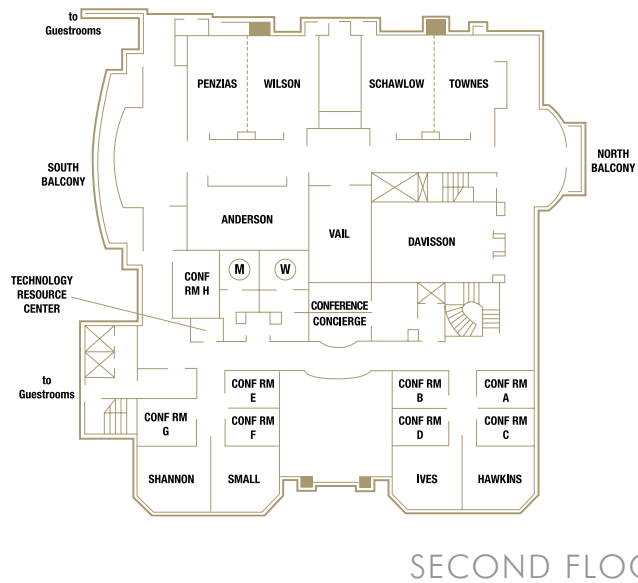 to
Guestrooms
PENZIAS
WILSON
SCHAWLOW
TOWNES
SOUTH
BALCONY
NORTH
BALCONY
ANDERSON
VAIL
DAVISSON
M
W
CONF
RM H
TECHNOLOGY
RESOURCE
CENTER
CONFERENCE
CONCIERGE
to
Guestrooms
CONF RM
E
CONF RM
B
CONF RM
A
CONF RM
G
CONF RM
F
CONF RM
D
CONF RM
C
SHANNON
SMALL
IVES
HAWKINS
SECOND FLOO